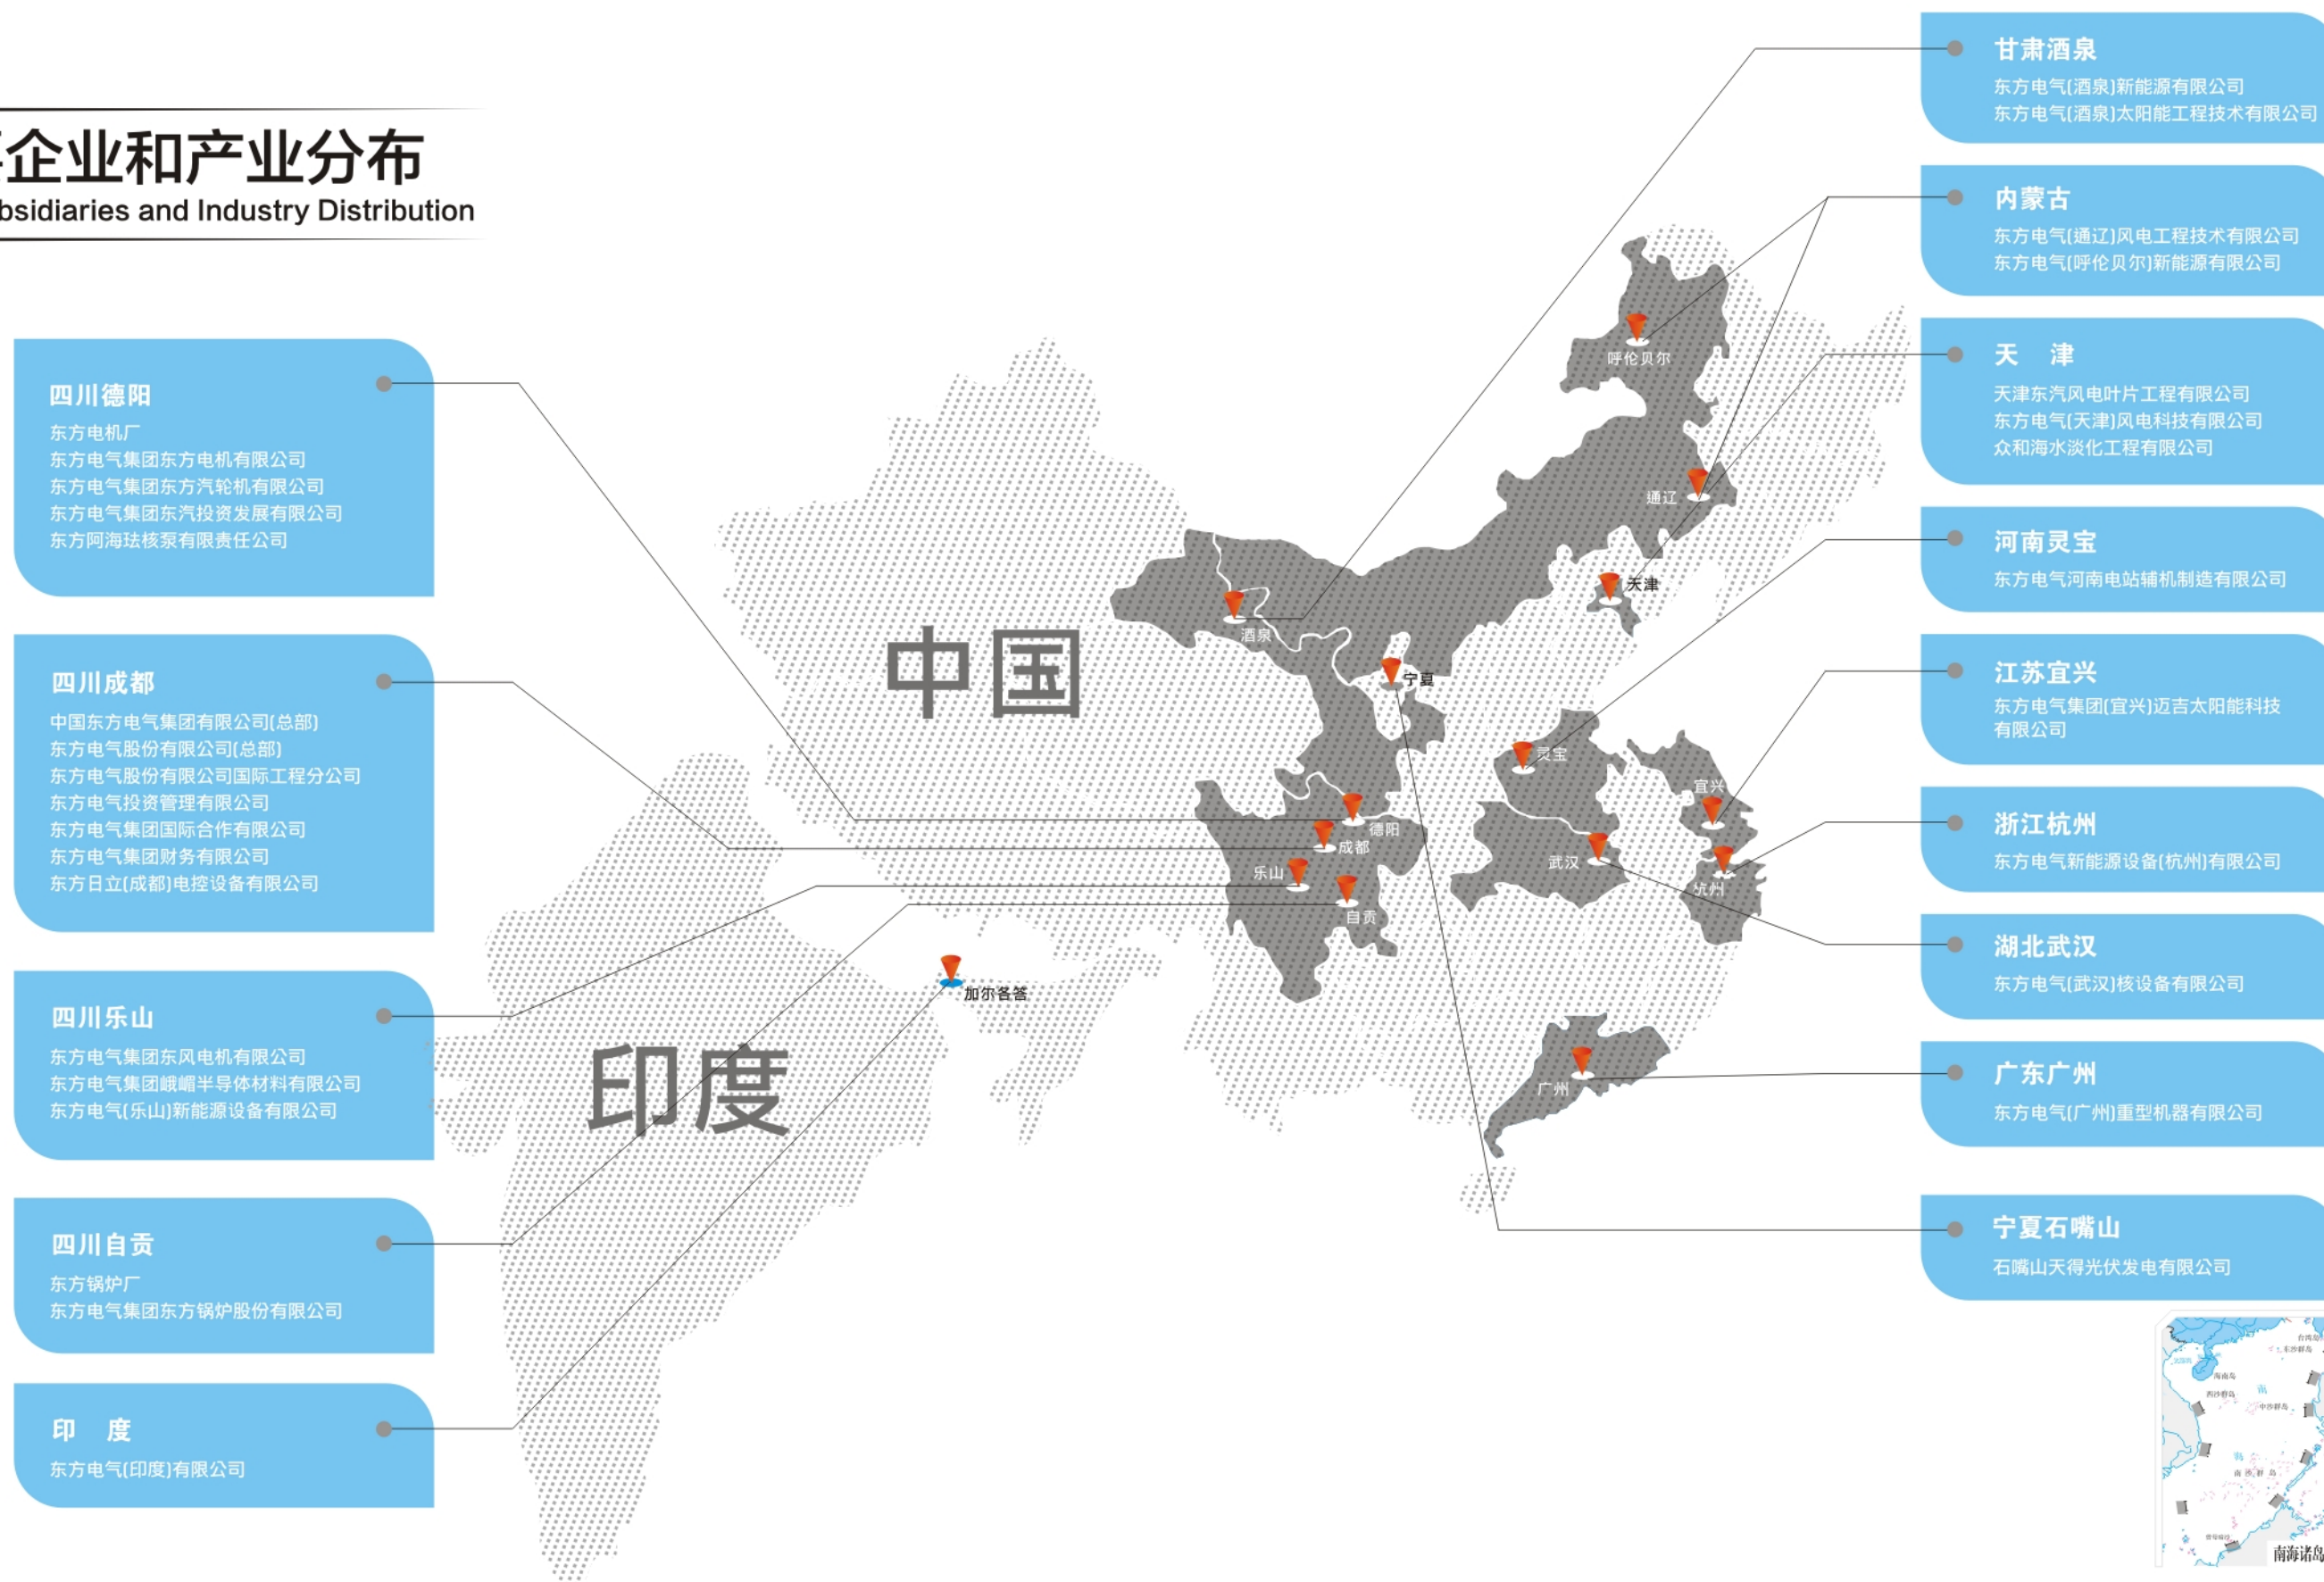 企业和产业分布
bsidiaries and Industry Distribution
四川德阳
东方电机厂
东方电气集团东方电机有限公司
东方电气集团东方汽轮机有限公司
东方电气集团东汽投资发展有限公司
东方阿海珐核泵有限责任公司
四川成都
中国东方电气集团有限公司(总部)
东方电气股份有限公司(总部)
东方电气股份有限公司国际工程分公司
东方电气投资管理有限公司
东方电气集团国际合作有限公司
东方电气集团财务有限公司
东方日立(成都)电控设备有限公司
四川乐山
东方电气集团东风电机有限公司
东方电气集团峨嵋半导体材料有限公司
东方电气(乐山)新能源设备有限公司
四川自贡
东方锅炉厂
东方电气集团东方锅炉股份有限公司
印 度
东方电气(印度)有限公司
中国
印度
呼伦贝尔
通辽
天津
酒泉
宁夏
灵宝
宜兴
德阳
成都
武汉
乐山
杭州
自贡
加尔各答
广州
甘肃酒泉
东方电气(酒泉)新能源有限公司
东方电气(酒泉)太阳能工程技术有限公司
内蒙古
东方电气(通辽)风电工程技术有限公司
东方电气(呼伦贝尔)新能源有限公司
天 津
天津东汽风电叶片工程有限公司
东方电气(天津)风电科技有限公司
众和海水淡化工程有限公司
河南灵宝
东方电气河南电站辅机制造有限公司
江苏宜兴
东方电气集团(宜兴)迈吉太阳能科技
有限公司
浙江杭州
东方电气新能源设备(杭州)有限公司
湖北武汉
东方电气(武汉)核设备有限公司
广东广州
东方电气(广州)重型机器有限公司
宁夏石嘴山
石嘴山天得光伏发电有限公司
台湾岛
东沙群岛
海南岛
西沙群岛
南
中沙群岛
海
南沙群岛
南海诸岛